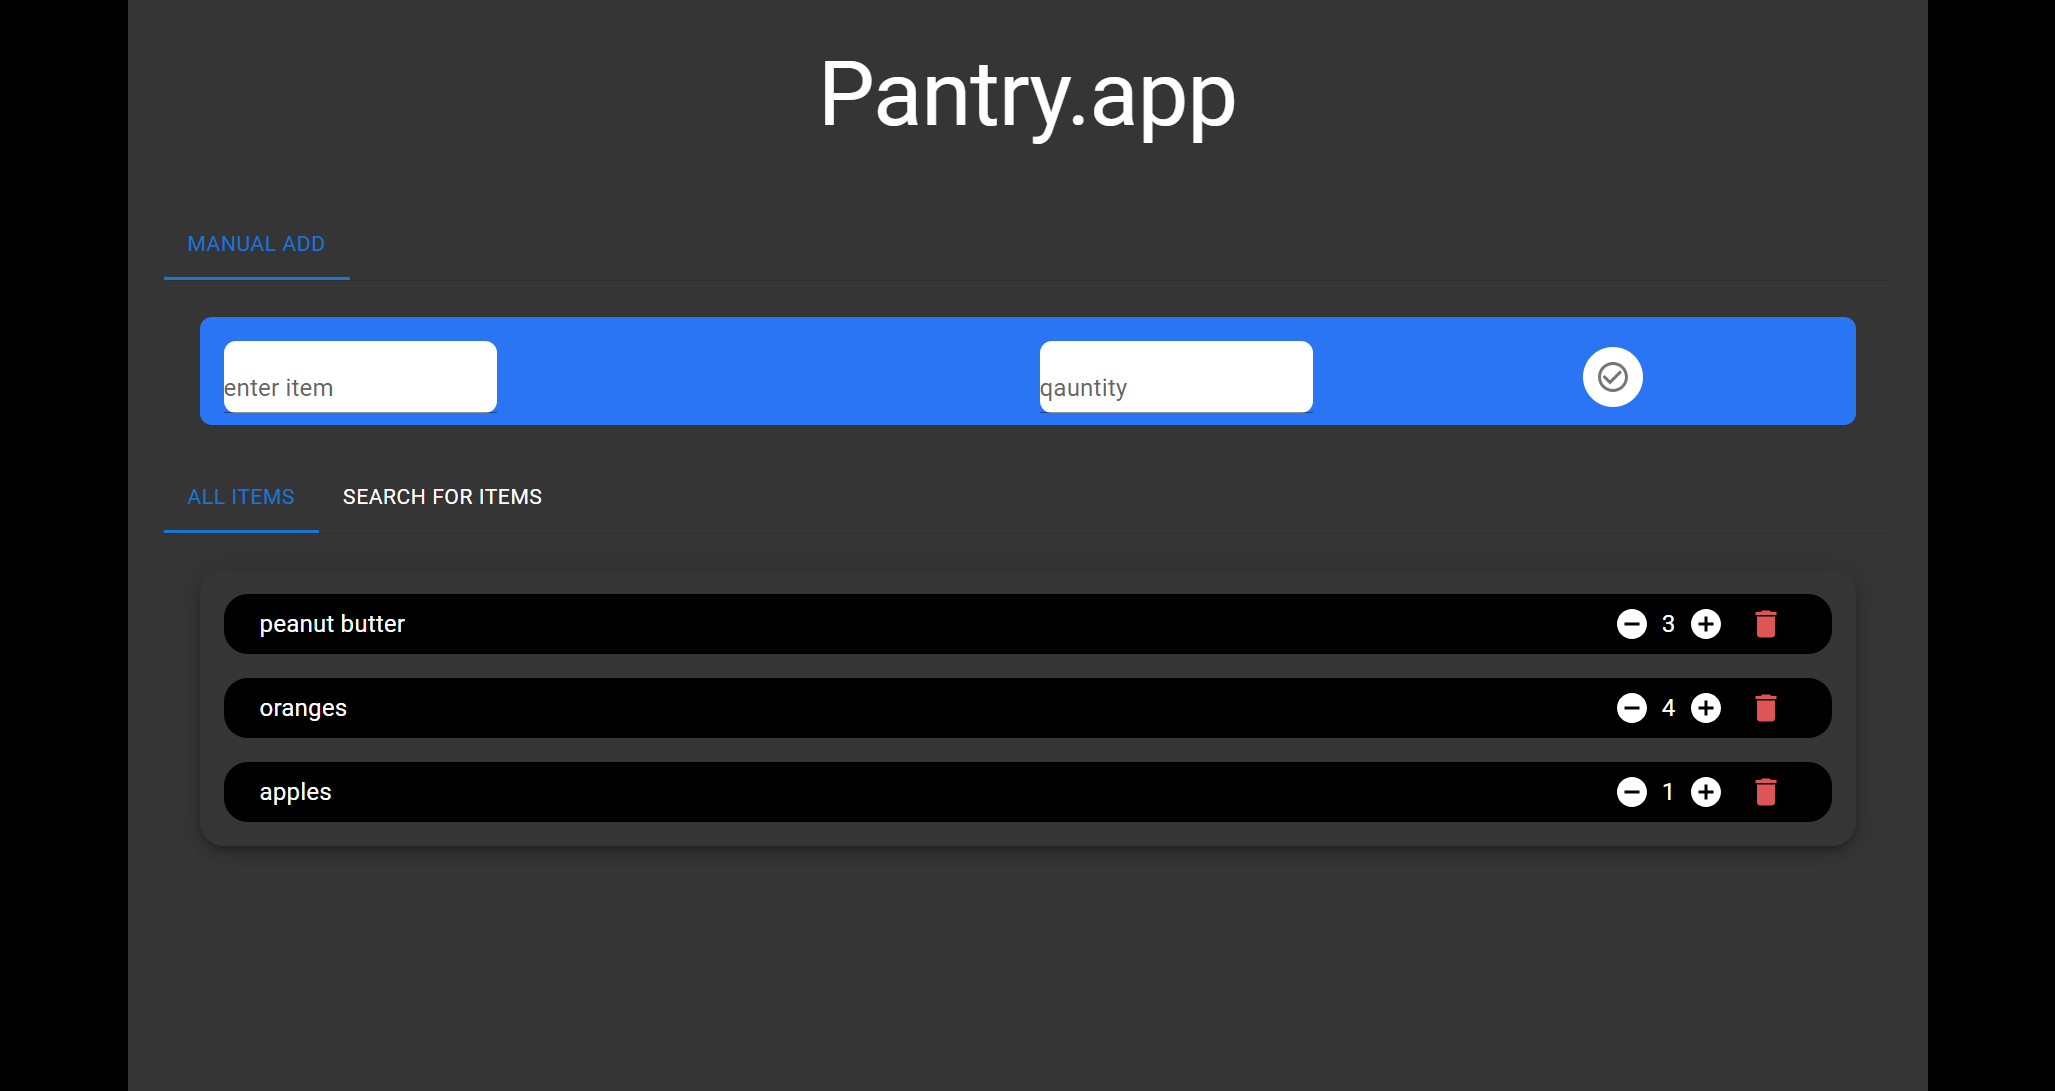 Pantry.app
MANUAL ADD
enter item qauntity
ALL ITEMS SEARCH FOR ITEMS
peanut butter 3
oranges 4
apples 1